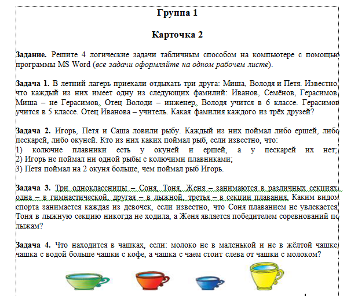 Группа 1
Карточка 2
Задание. Решите 4 логические задачи табличным способом на компьютере с помощью
программы MS Word (все задачи оформляйте на одном рабочем листе).
Задача 1. В летний лагерь приехали отдыхать три друга: Миша, Володя и Петя. Известно,
что каждый из них имеет одну из следующих фамилий: Иванов, Семёнов, Герасимов.
Миша – не Герасимов. Отец Володи – инженер. Володя учится в 6 классе. Герасимов
учится в 5 классе. Отец Иванова – учитель. Какая фамилия каждого из трёх друзей?
Задача 2. Игорь, Петя и Саша ловили рыбу. Каждый из них поймал либо ершей, либо
пескарей, либо окуней. Кто из них каких поймал рыб, если известно, что:
1) колючие плавники есть у окуней и ершей, а у пескарей их нет;
2) Игорь не поймал ни одной рыбы с колючими плавниками;
3) Петя поймал на 2 окуня больше, чем поймал рыб Игорь.
Задача 3. Три одноклассницы – Соня, Тоня, Женя – занимаются в различных секциях:
одна – в гимнастической, другая – в лыжной, третья – в секции плавания. Каким видом
спорта занимается каждая из девочек, если известно, что Соня плаванием не увлекается,
Тоня в лыжную секцию никогда не ходила, а Женя является победителем соревнований по
лыжам?
Задача 4. Что находится в чашках, если: молоко не в маленькой и не в жёлтой чашке,
чашка с водой больше чашки с кофе, а чашка с чаем стоит слева от чашки с молоком?